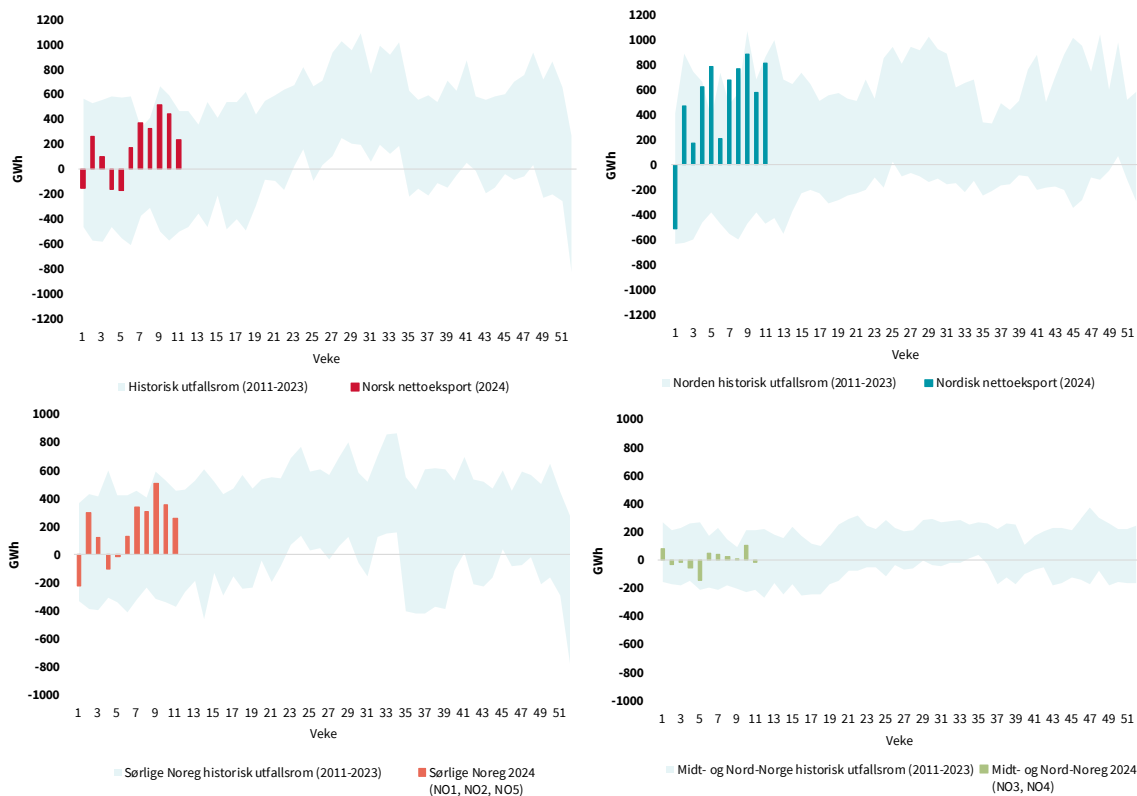 1200
1000
800
600
400
200
0
-200
-400
-600
-800
-1000
-1200
GWh
1 3 5 7 9 11 13 15 17 19 21 23 25 27 29 31 33 35 37 39 41 43 45 47 49 51
Veke
Historisk utfallsrom (2011-2023) Norsk nettoeksport (2024)
1200
1000
800
600
400
200
0
-200
-400
-600
-800
-1000
-1200
GWh
1 3 5 7 9 11 13 15 17 19 21 23 25 27 29 31 33 35 37 39 41 43 45 47 49 51
Veke
Norden historisk utfallsrom (2011-2023) Nordisk nettoeksport (2024)
1000
800
600
400
200
0
-200
-400
-600
-800
-1000
GWh
1 3 5 7 9 11 13 15 17 19 21 23 25 27 29 31 33 35 37 39 41 43 45 47 49 51
Veke
Sørlige Noreg historisk utfallsrom (2011-2023) Sørlige Noreg 2024
(NO1, NO2, NO5)
1000
800
600
400
200
0
-200
-400
-600
-800
-1000
GWh
1 3 5 7 9 11 13 15 17 19 21 23 25 27 29 31 33 35 37 39 41 43 45 47 49 51
Veke
Midt- og Nord-Norge historisk utfallsrom (2011-2023) Midt- og Nord-Noreg 2024
(NO3, NO4)